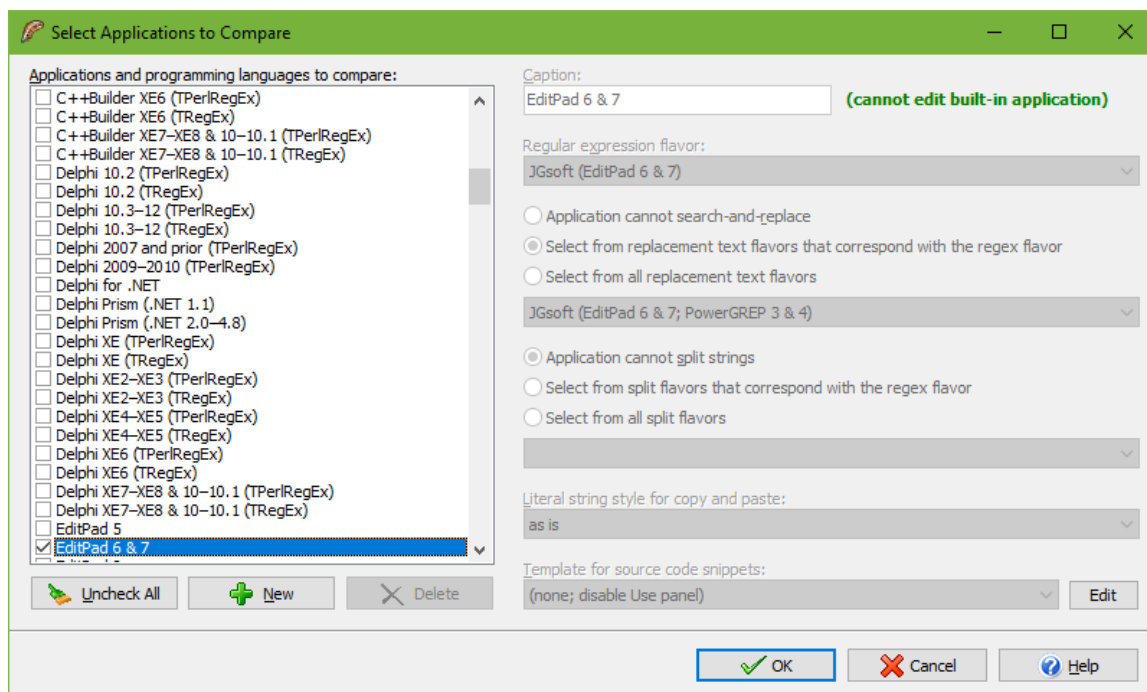 Select Applications to Compare
Applications and programming languages to compare:
C++Builder XE6 (TPerlRegEx)
C++Builder XE6 (TRegEx)
C++Builder XE7–XE8 & 10–10.1 (TPerlRegEx)
C++Builder XE7–XE8 & 10–10.1 (TRegEx)
Delphi 10.2 (TPerlRegEx)
Delphi 10.2 (TRegEx)
Delphi 10.3–12 (TPerlRegEx)
Delphi 10.3–12 (TRegEx)
Delphi 2007 and prior (TPerlRegEx)
Delphi 2009–2010 (TPerlRegEx)
Delphi for .NET
Delphi Prism (.NET 1.1)
Delphi Prism (.NET 2.0–4.8)
Delphi XE (TPerlRegEx)
Delphi XE (TRegEx)
Delphi XE2–XE3 (TPerlRegEx)
Delphi XE2–XE3 (TRegEx)
Delphi XE4–XE5 (TPerlRegEx)
Delphi XE4–XE5 (TRegEx)
Delphi XE6 (TPerlRegEx)
Delphi XE6 (TRegEx)
Delphi XE7–XE8 & 10–10.1 (TPerlRegEx)
Delphi XE7–XE8 & 10–10.1 (TRegEx)
EditPad 5
EditPad 6 & 7
Uncheck All
New
Delete
Caption:
EditPad 6 & 7
(cannot edit built-in application)
Regular expression flavor:
JGsoft (EditPad 6 & 7)
Application cannot search-and-replace
Select from replacement text flavors that correspond with the regex flavor
Select from all replacement text flavors
JGsoft (EditPad 6 & 7; PowerGREP 3 & 4)
Application cannot split strings
Select from split flavors that correspond with the regex flavor
Select from all split flavors
Literal string style for copy and paste:
as is
Template for source code snippets:
(none; disable Use panel)
Edit
OK
Cancel
Help